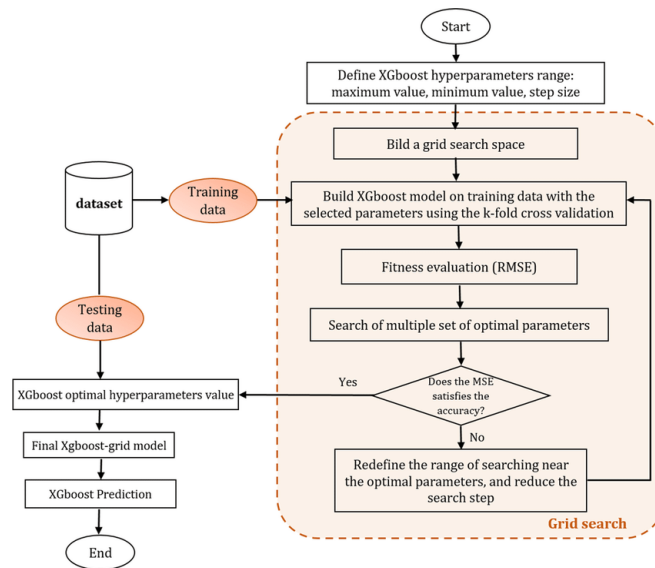 Start
Define XGboost hyperparameters range:
maximum value, minimum value, step size
Bild a grid search space
dataset
Training
data
Build XGboost model on training data with the
selected parameters using the k-fold cross validation
Fitness evaluation (RMSE)
Testing
data
Search of multiple set of optimal parameters
Does the MSE
satisfies the
accuracy?
Yes
XGboost optimal hyperparameters value
No
Final Xgboost-grid model
Redefine the range of searching near
the optimal parameters, and reduce the
search step
XGboost Prediction
Grid search
End